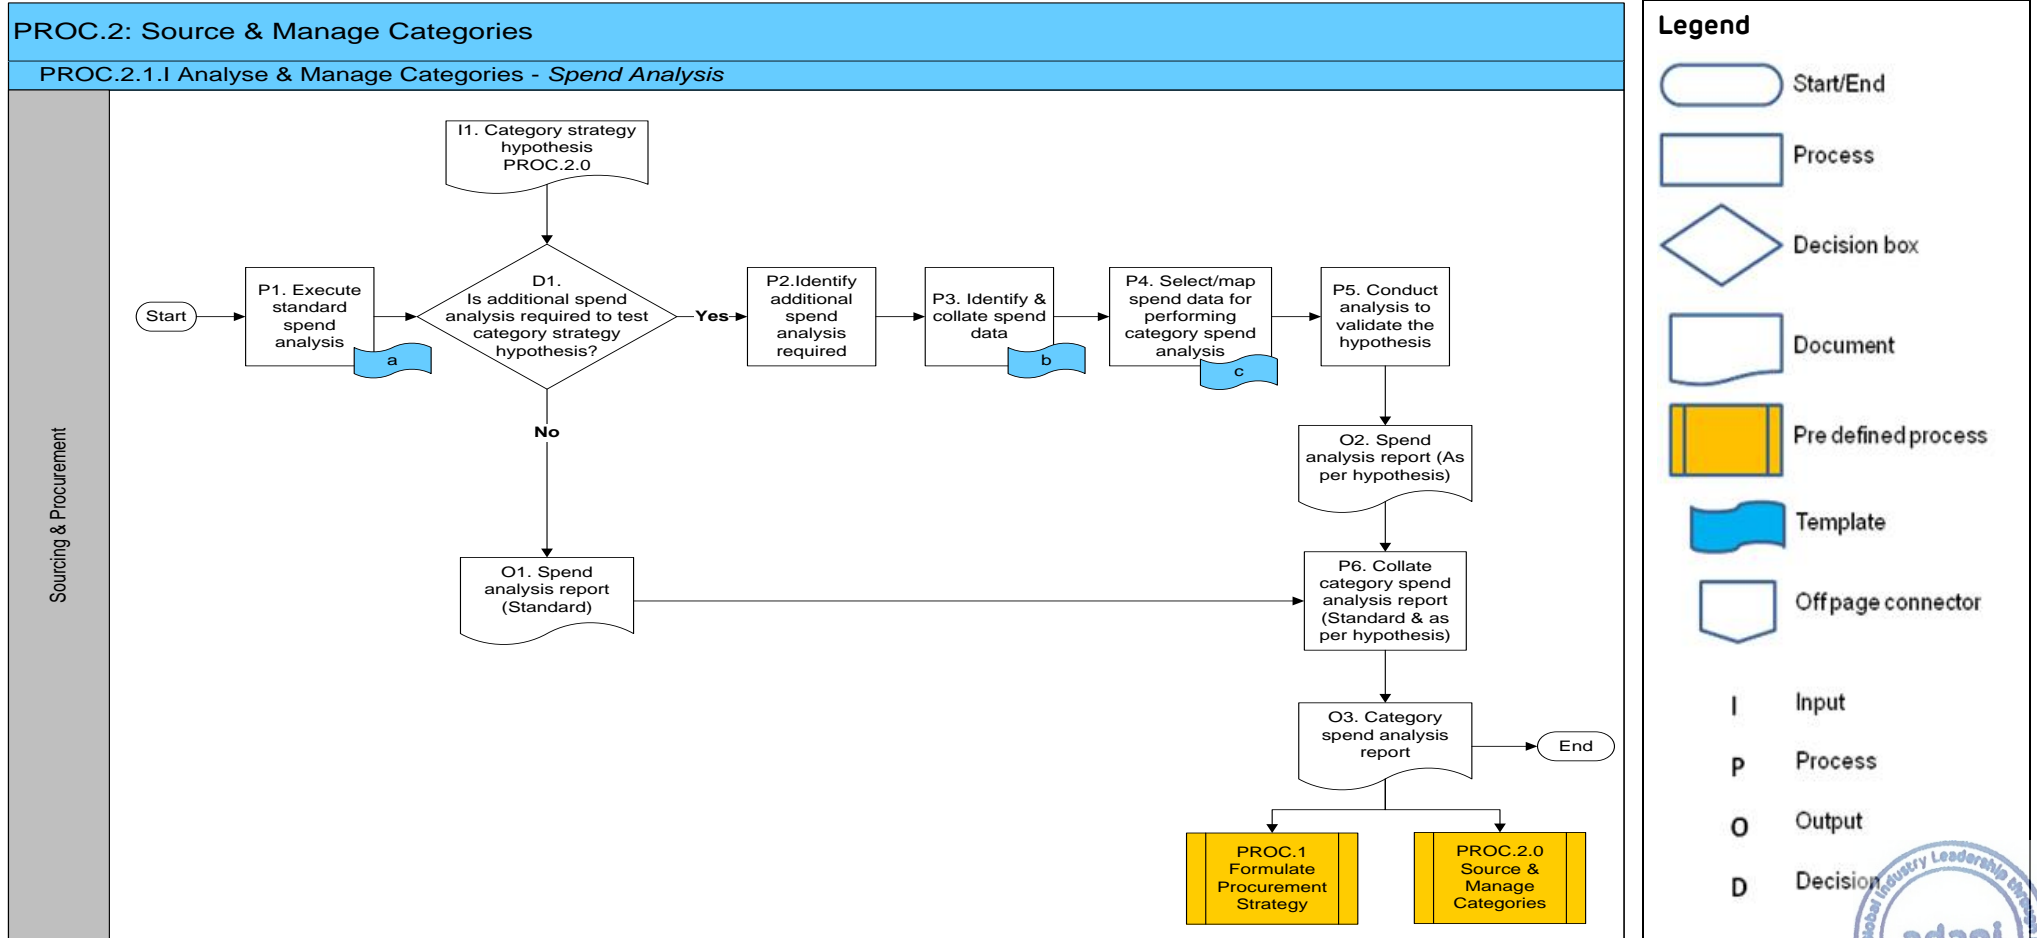 PROC.2: Source & Manage Categories
PROC.2.1.I Analyse & Manage Categories - Spend Analysis
Sourcing & Procurement
I1. Category strategy
hypothesis
PROC.2.0
Start
P1. Execute
standard
spend
analysis
a
D1.
Is additional spend
analysis required to test
category strategy
hypothesis?
Yes
No
P2.Identify
additional
spend
analysis
required
P3. Identify &
collate spend
data
b
P4. Select/map
spend data for
performing
category spend
analysis
c
P5. Conduct
analysis to
validate the
hypothesis
O2. Spend
analysis report (As
per hypothesis)
O1. Spend
analysis report
(Standard)
P6. Collate
category spend
analysis report
(Standard & as
per hypothesis)
O3. Category
spend analysis
report
End
PROC.1
Formulate
Procurement
Strategy
PROC.2.0
Source &
Manage
Categories
Legend
Start/End
Process
Decision box
Document
Pre defined process
Template
Off page connector
I Input
P Process
O Output
D Decision
Industry Leadership
adani